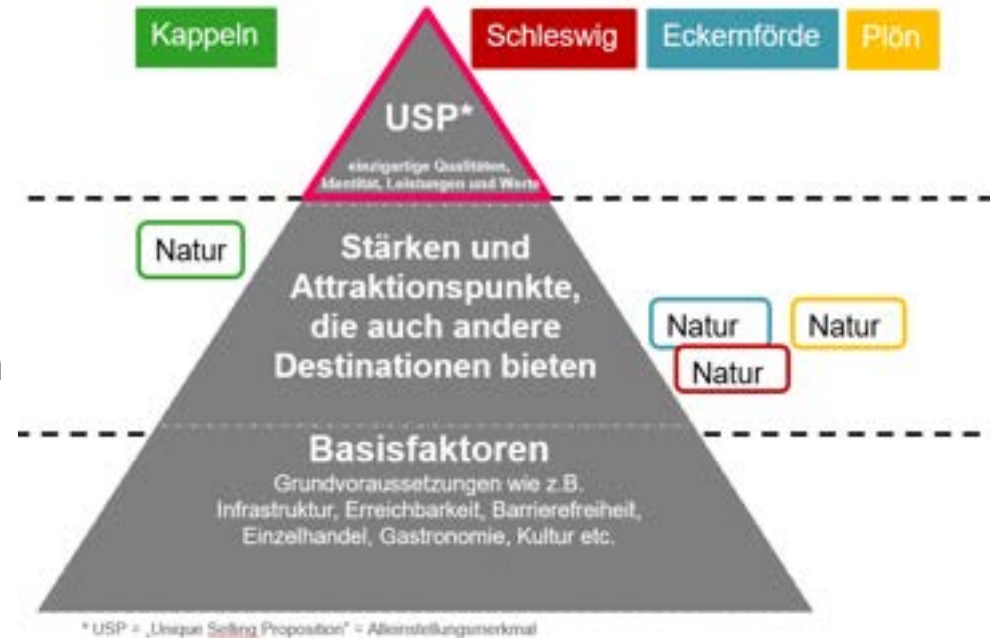 Kappeln
Schleswig
Eckernförde
Plön
USP*
einzigartige Qualitäten,
Identität, Leistungen und Werte
Natur
Stärken und
Attraktionspunkte,
die auch andere
Destinationen bieten
Natur
Natur
Natur
Basisfaktoren
Grundvoraussetzungen wie z.B.
Infrastruktur, Erreichbarkeit, Barrierefreiheit,
Einzelhandel, Gastronomie, Kultur etc.
* USP = „Unique Selling Proposition" = Alleinstellungsmerkmal